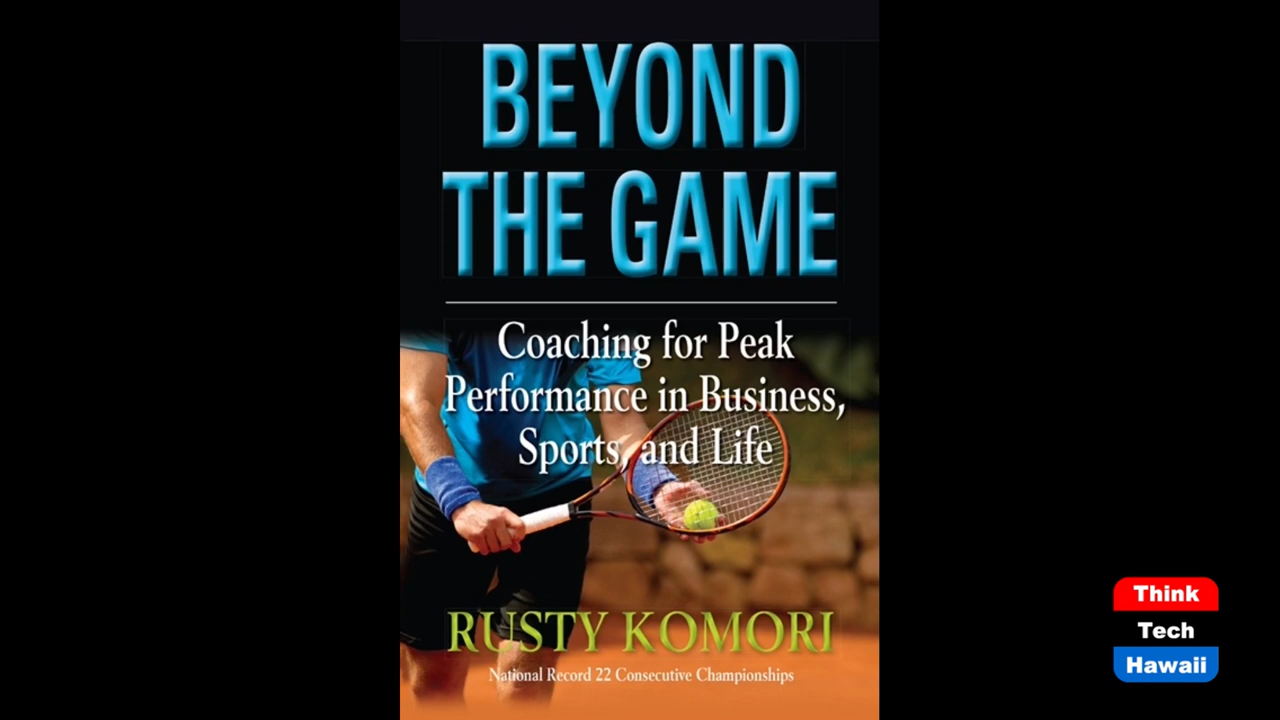 BEYOND
THE GAME
Coaching for Peak
Performance in Business,
Sports, and Life
RUSTY KOMORI
National Record 22 Consecutive Championships
Think
Tech
Hawaii